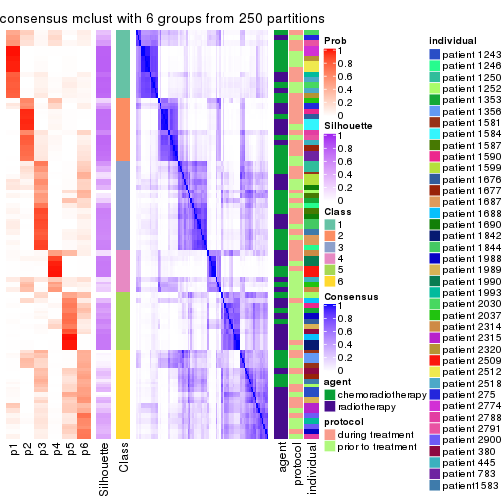 consensus mclust with 6 groups from 250 partitions
p1
p2
p3
p4
p5
p6
Silhouette
Class
agent
protocol
individual
Prob
1
0.8
0.6
0.4
0.2
0
Silhouette
1
0.8
0.6
0.4
0.2
0
Class
1
2
3
4
5
6
Consensus
1
0.8
0.6
0.4
0.2
0
agent
chemoradiotherapy
radiotherapy
protocol
during treatment
prior to treatment
individual
patient 1243
patient 1246
patient 1250
patient 1252
patient 1353
patient 1356
patient 1581
patient 1584
patient 1587
patient 1590
patient 1599
patient 1676
patient 1677
patient 1687
patient 1688
patient 1690
patient 1842
patient 1844
patient 1988
patient 1989
patient 1990
patient 1993
patient 2030
patient 2037
patient 2314
patient 2315
patient 2320
patient 2509
patient 2512
patient 2518
patient 275
patient 2774
patient 2788
patient 2791
patient 2900
patient 380
patient 445
patient 783
patient1583